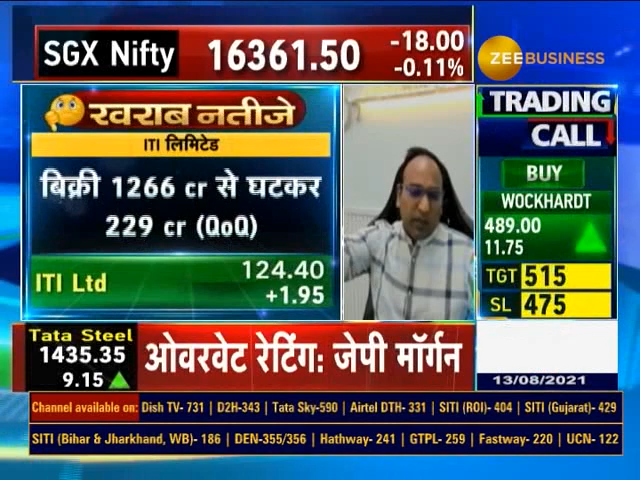 SGX Nifty 16361.50 -18.00
-0.11%
ZEEBUSINESS
खराब नतीजे
ITI लिमिटेड
बिक्री 1266 cr से घटकर
229 cr (QoQ)
ITI Ltd 124.40
+1.95
TRADING
CALL
BUY
WOCKHARDT
489.00
11.75
TGT 515
SL 475
Tata Steel
1435.35
9.15
ओवरवेट रेटिंग: जेपी मॉर्गन
13/08/2021
Channel available on: Dish TV- 731 | D2H-343 | Tata Sky-590 | Airtel DTH- 331 | SITI (ROI)- 404 | SITI (Gujarat)- 429
SITI (Bihar & Jharkhand, WB)- 186 | DEN-355/356 | Hathway- 241 | GTPL- 259 | Fastway- 220 | UCN- 122